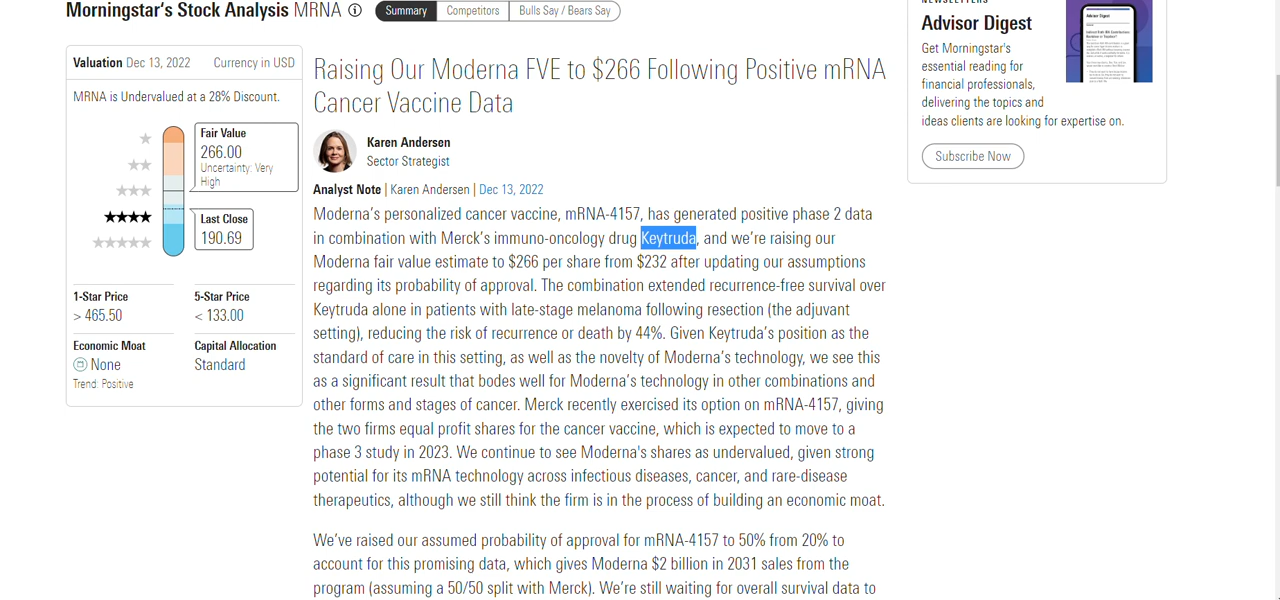 Morningstar's Stock Analysis MRNA
Summary
Competitors
Bulls Say / Bears Say
Valuation Dec 13, 2022 Currency in USD
MRNA is Undervalued at a 28% Discount.
Fair Value
266.00
Uncertainty: Very
High
Last Close
190.69
1-Star Price
> 465.50
5-Star Price
< 133.00
Economic Moat
None
Trend: Positive
Capital Allocation
Standard
Raising Our Moderna FVE to $266 Following Positive mRNA
Cancer Vaccine Data
Karen Andersen
Sector Strategist
Analyst Note | Karen Andersen | Dec 13, 2022
Moderna's personalized cancer vaccine, mRNA-4157, has generated positive phase 2 data
in combination with Merck's immuno-oncology drug Keytruda, and we're raising our
Moderna fair value estimate to $266 per share from $232 after updating our assumptions
regarding its probability of approval. The combination extended recurrence-free survival over
Keytruda alone in patients with late-stage melanoma following resection (the adjuvant
setting), reducing the risk of recurrence or death by 44%. Given Keytruda's position as the
standard of care in this setting, as well as the novelty of Moderna's technology, we see this
as a significant result that bodes well for Moderna's technology in other combinations and
other forms and stages of cancer. Merck recently exercised its option on mRNA-4157, giving
the two firms equal profit shares for the cancer vaccine, which is expected to move to a
phase 3 study in 2023. We continue to see Moderna's shares as undervalued, given strong
potential for its mRNA technology across infectious diseases, cancer, and rare-disease
therapeutics, although we still think the firm is in the process of building an economic moat.
We've raised our assumed probability of approval for mRNA-4157 to 50% from 20% to
account for this promising data, which gives Moderna $2 billion in 2031 sales from the
program (assuming a 50/50 split with Merck). We're still waiting for overall survival data to
NEWSLETTERS
Advisor Digest
Get Morningstar's
essential reading for
financial professionals,
delivering the topics and
ideas clients are looking for expertise on.
Subscribe Now
Advisor Digest